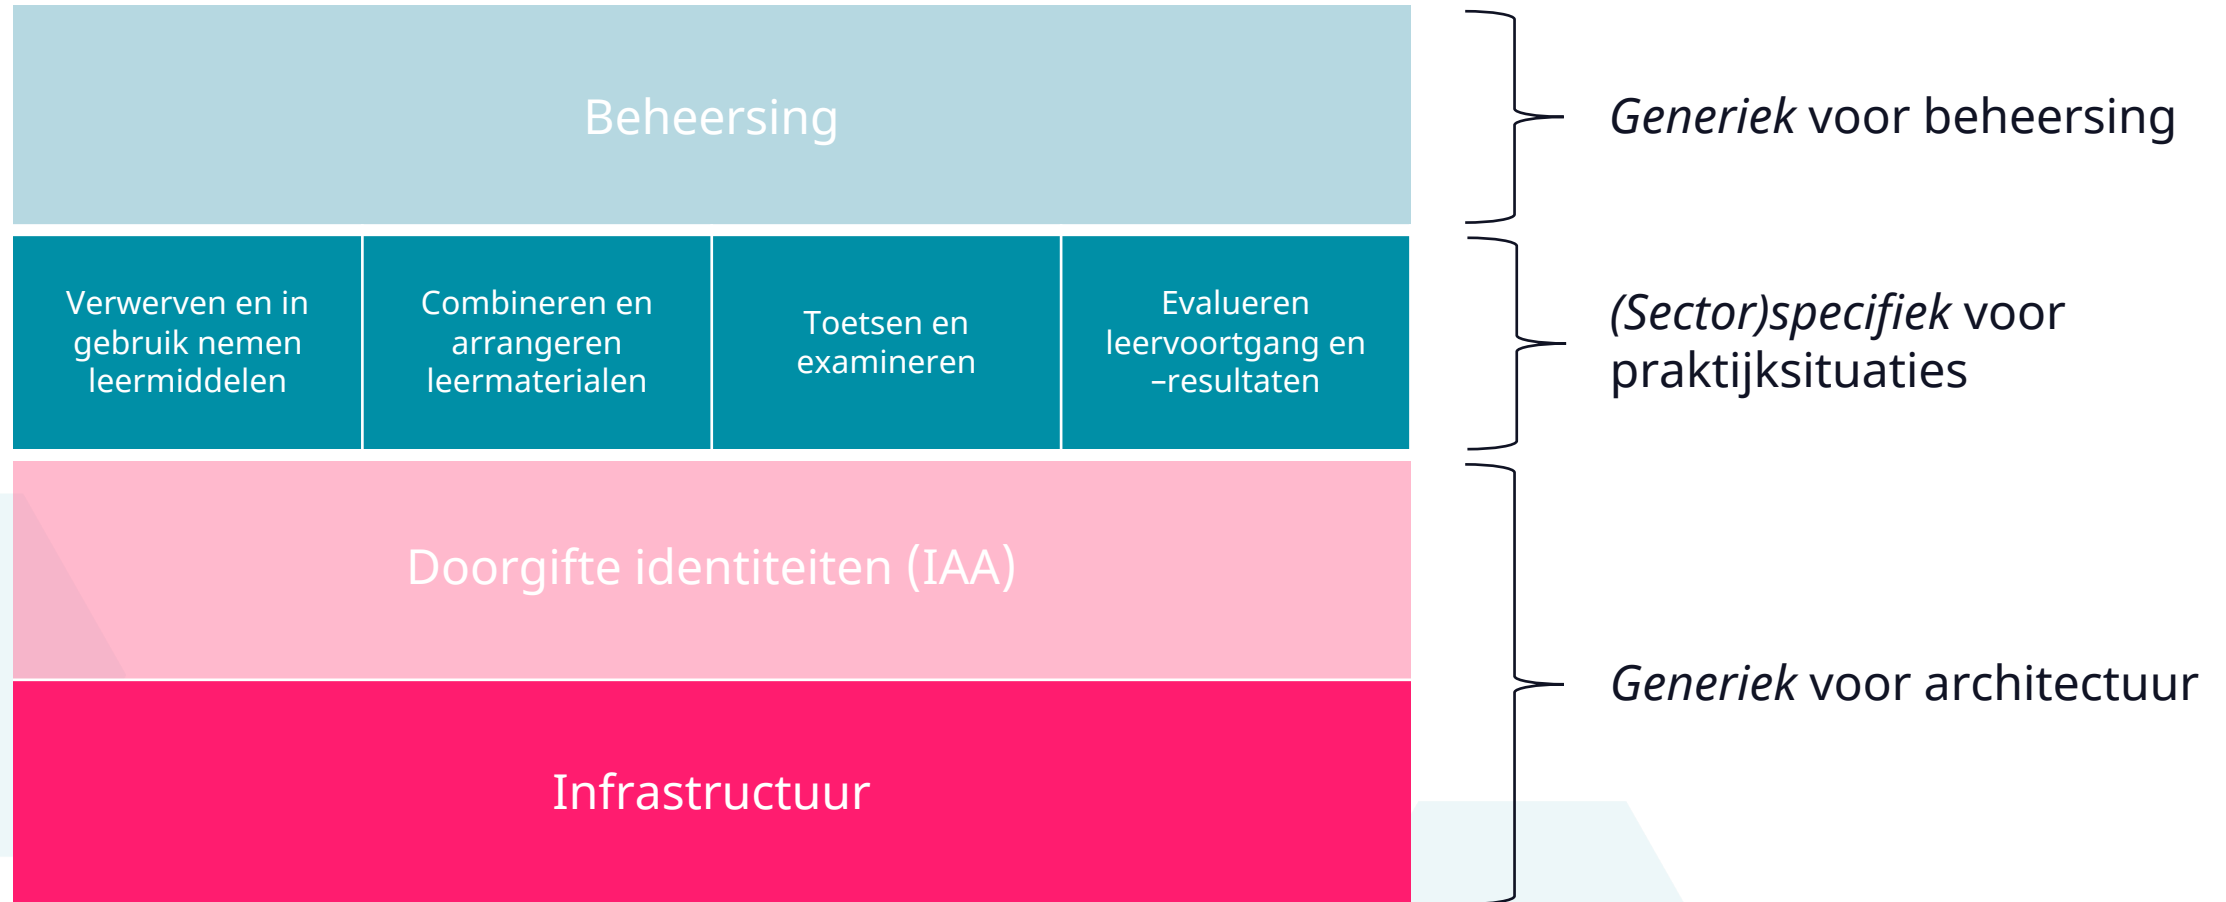 Beheersing
Generiek voor beheersing
Verwerven en in
gebruik nemen
leermiddelen
Combineren en
arrangeren
leermaterialen
Toetsen en
examineren
Evalueren
leervoortgang en
–resultaten
(Sector)specifiek voor
praktijksituaties
Doorgifte identiteiten (IAA)
Infrastructuur
Generiek voor architectuur